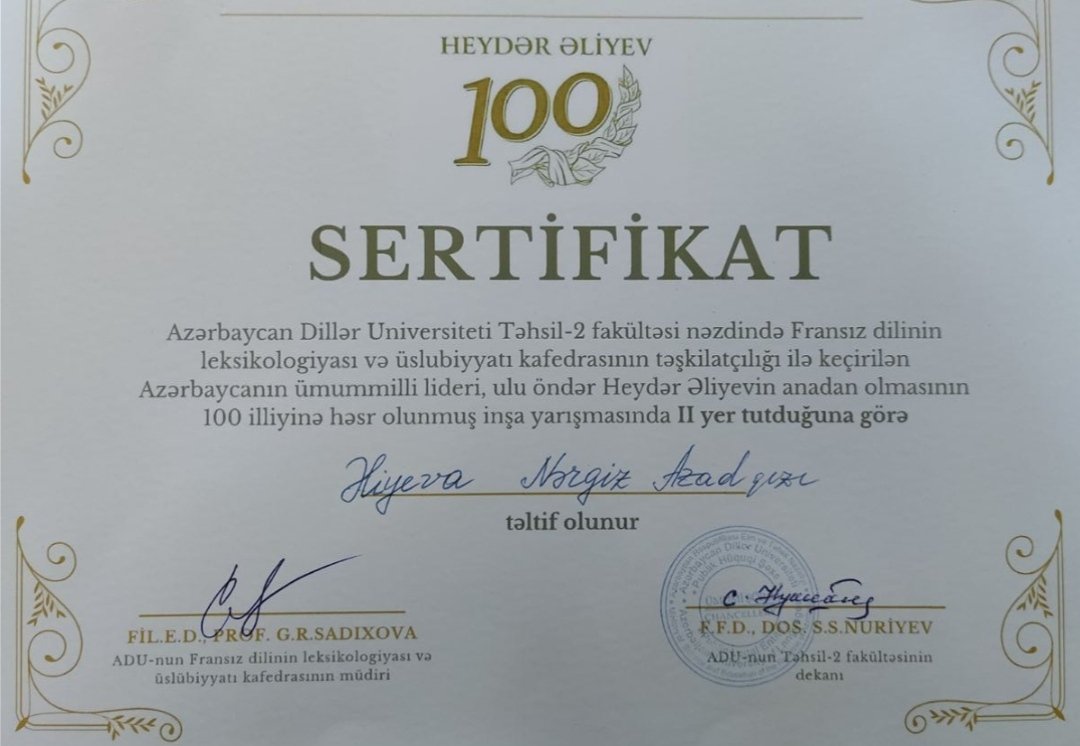 HEYDƏR ƏLİYEV
100
SERTİFİKAT
Azərbaycan Dillər Universiteti Təhsil-2 fakültəsi nəzdində Fransız dilinin
leksikologiyası və üslubiyyatı kafedrasının təşkilatçılığı ilə keçirilən
Azərbaycanın ümummilli lideri, ulu öndər Heydər Əliyevin anadan olmasının
100 illiyinə həsr olunmuş inşa yarışmasında II yer tutduğuna görə
Əliyeva Nərgiz Azad qızı
təltif olunur
FİL.E.D., PROF. G.R.SADIXOVA
ADU-nun Fransız dilinin leksikologiyası və
üslübiyyatı kafedrasının müdiri
F.F.D., DOS. S.S.NURİYEV
ADU-nun Təhsil-2 fakültəsinin
dekanı